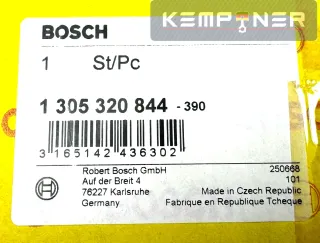 KEMPTNER
BOSCH
1 St/Pc
1 305 320 844 - 390
3 165142 436302
Robert Bosch GmbH
Auf der Breit 4
76227 Karlsruhe
Germany
250668
101
Made in Czech Republic
Fabrique en Republique Tcheque